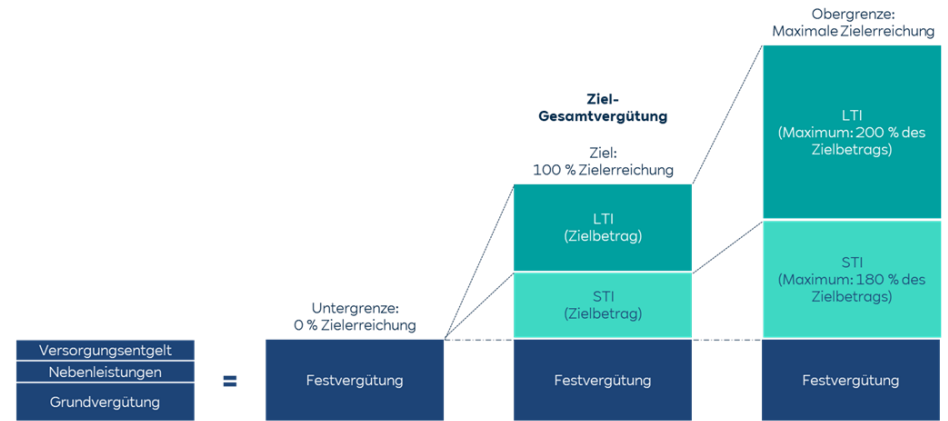 Obergrenze:
Maximale Zielerreichung
Ziel-
Gesamtvergütung
Ziel:
100 % Zielerreichung
LTI
(Maximum: 200 % des
Zielbetrags)
LTI
(Zielbetrag)
STI
(Maximum: 180 % des
Zielbetrags)
STI
(Zielbetrag)
Untergrenze:
0 % Zielerreichung
Versorgungsentgelt
Nebenleistungen
Grundvergütung
=
Festvergütung
Festvergütung
Festvergütung